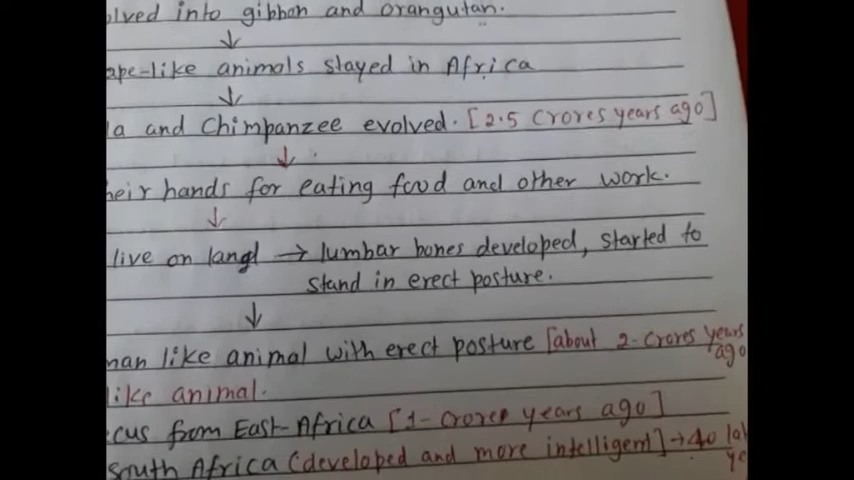 olved into gibbon and orangutan.
ape-like animals stayed in Africa
la and Chimpanzee evolved. [2.5 Crores years ago]
heir hands for eating food and other work.
live on langl → lumbar bones developed, started to
stand in erect posture.
man like animal with erect posture [about 2 crores years
ago
like animal.
cus from East-Africa [1-crore years ago]
south Africa (developed and more intelligent] → 40 la
ye